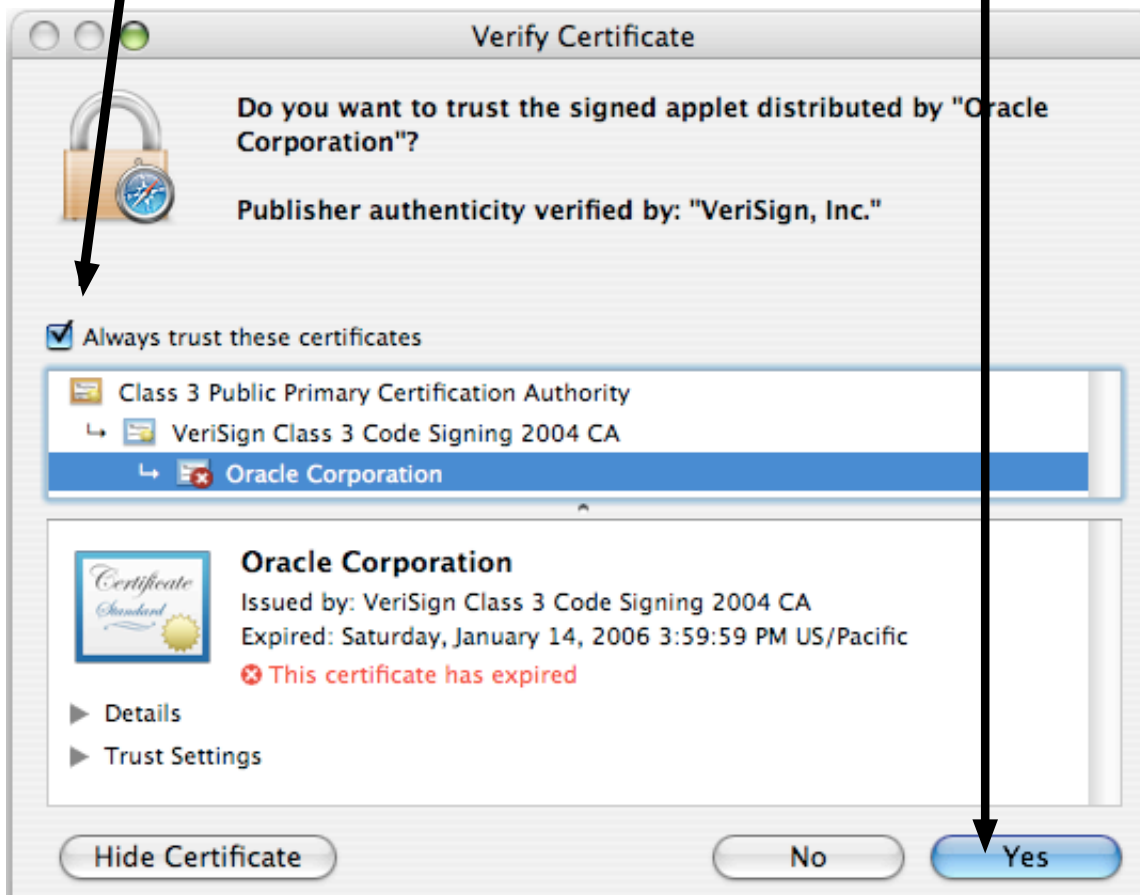 Verify Certificate
Do you want to trust the signed applet distributed by "Oracle
Corporation"?
Publisher authenticity verified by: "VeriSign, Inc."
Always trust these certificates
Class 3 Public Primary Certification Authority
VeriSign Class 3 Code Signing 2004 CA
Oracle Corporation
Certificate
Standard
Oracle Corporation
Issued by: VeriSign Class 3 Code Signing 2004 CA
Expired: Saturday, January 14, 2006 3:59:59 PM US/Pacific
This certificate has expired
Details
Trust Settings
Hide Certificate
No
Yes